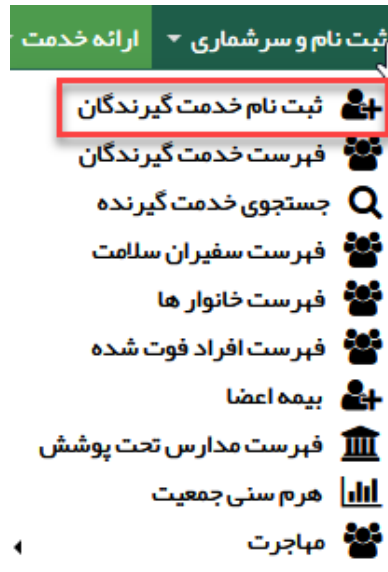 ثبت نام و سرشماری ارائه خدمت
ثبت نام خدمت گیرندگان
فهرست خدمت گیرندگان
جستجوی خدمت گیرنده
فهرست سفیران سلامت
فهرست خانوار ها
فهرست افراد فوت شده
بیمه اعضا
فهرست مدارس تحت پوشش
هرم سنی جمعیت
مهاجرت